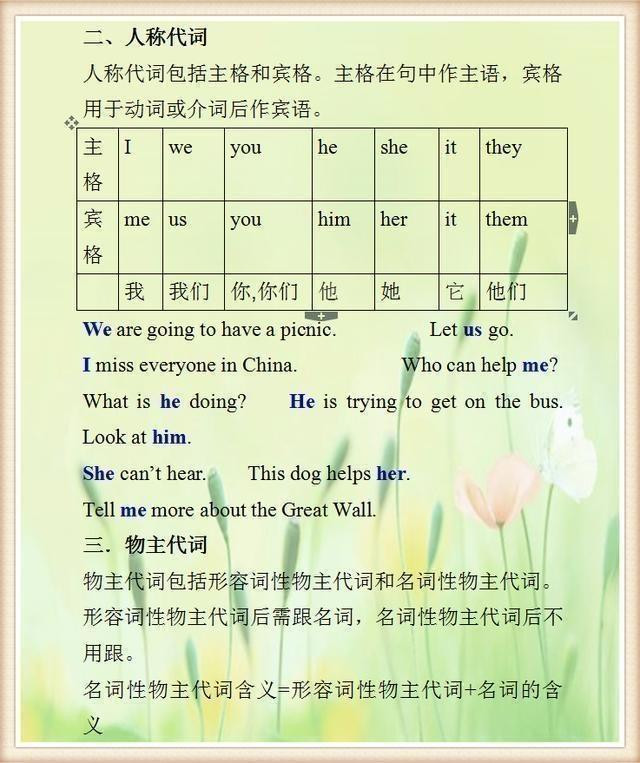 二、人称代词
人称代词包括主格和宾格。主格在句中作主语，宾格
用于动词或介词后作宾语。
主格 I we you he she it they
宾格 me us you him her it them
我 我们 你,你们 他 她 它 他们
We are going to have a picnic. Let us go.
I miss everyone in China. Who can help me?
What is he doing? He is trying to get on the bus.
Look at him.
She can't hear. This dog helps her.
Tell me more about the Great Wall.
三．物主代词
物主代词包括形容词性物主代词和名词性物主代词。
形容词性物主代词后需跟名词，名词性物主代词后不
用跟。
名词性物主代词含义=形容词性物主代词+名词的含
义